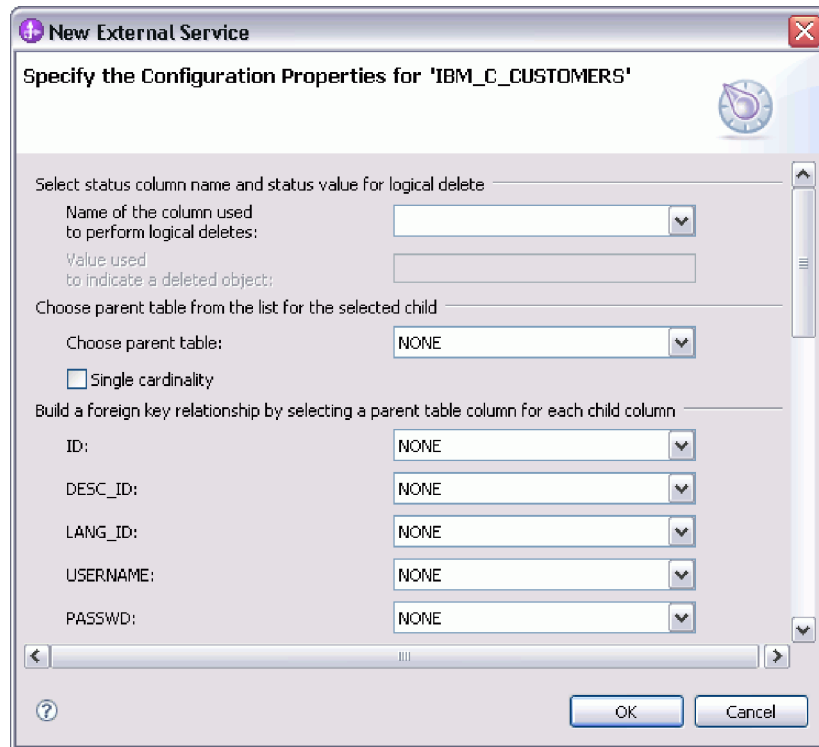 New External Service
Specify the Configuration Properties for 'IBM_C_CUSTOMERS'
Select status column name and status value for logical delete
Name of the column used
to perform logical deletes:
Value used
to indicate a deleted object:
Choose parent table from the list for the selected child
Choose parent table: NONE
Single cardinality
Build a foreign key relationship by selecting a parent table column for each child column
ID: NONE
DESC_ID: NONE
LANG_ID: NONE
USERNAME: NONE
PASSWD: NONE
? OK Cancel